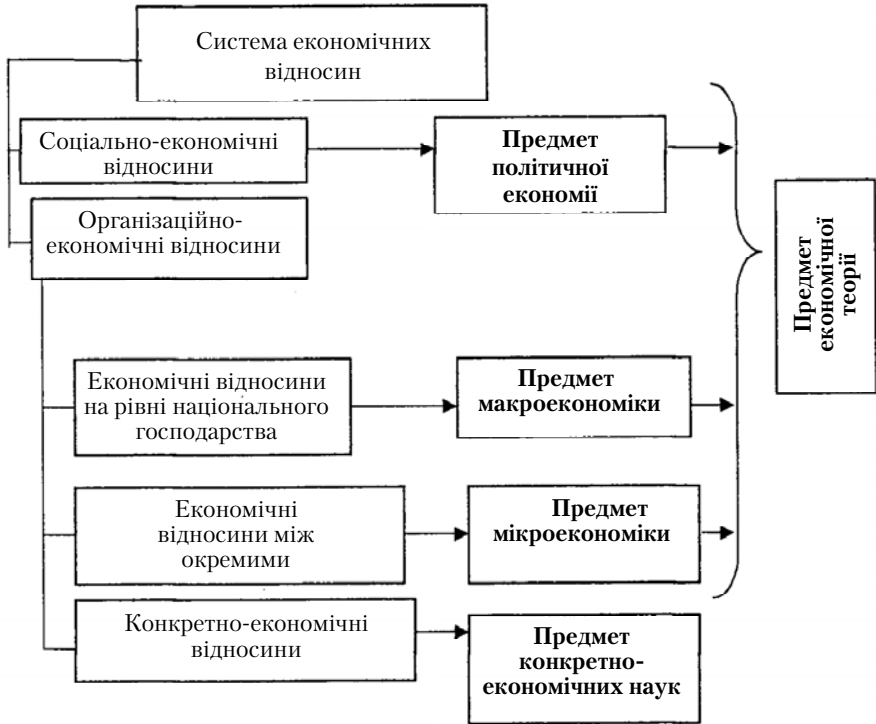 Система економічних
відносин
Соціально-економічні
відносини
Предмет
політичної
економії
Організаційно-
економічні відносини
Предмет
економічної
теорії
Економічні відносини
на рівні національного
господарства
Предмет
макроекономіки
Економічні
відносини між
окремими
Предмет
мікроекономіки
Конкретно-економічні
відносини
Предмет
конкретно-
економічних наук